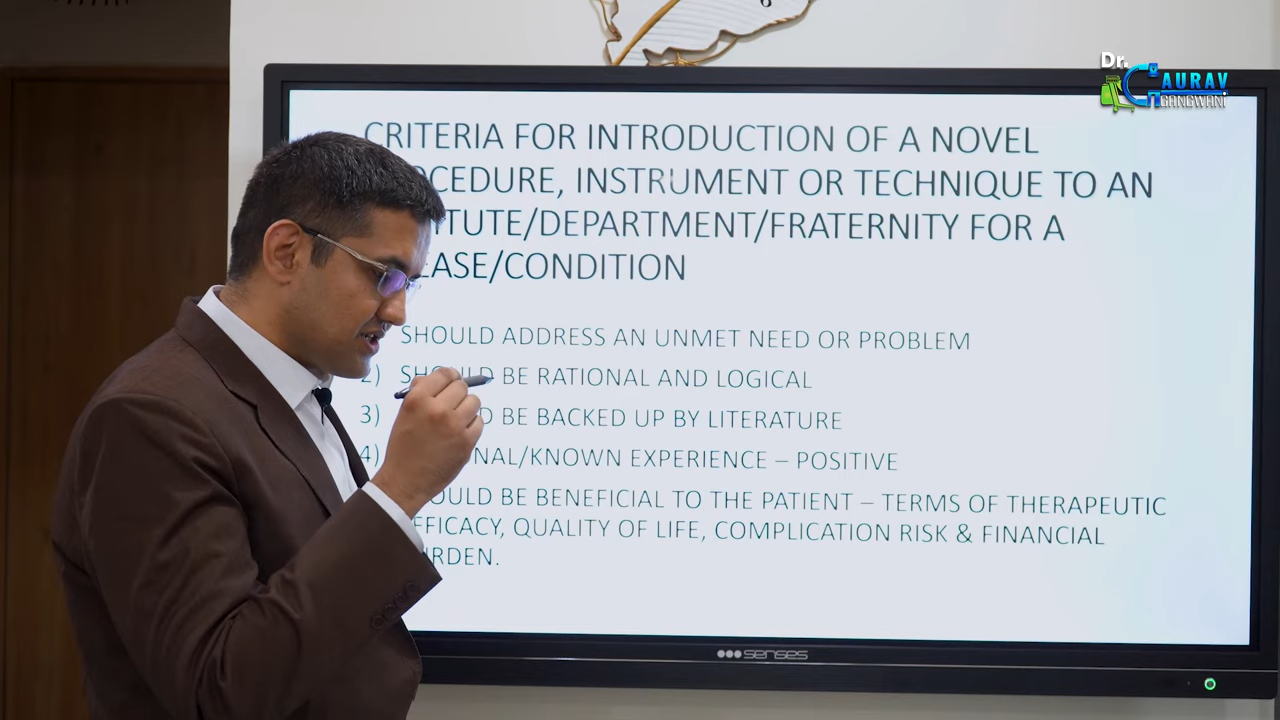 Dr.
GAURAV
GANGWANI
CRITERIA FOR INTRODUCTION OF A NOVEL
OCEDURE, INSTRUMENT OR TECHNIQUE TO AN
TUTE/DEPARTMENT/FRATERNITY FOR A
EASE/CONDITION
SHOULD ADDRESS AN UNMET NEED OR PROBLEM
2) SHOULD BE RATIONAL AND LOGICAL
3) BE BACKED UP BY LITERATURE
4) NAL/KNOWN EXPERIENCE – POSITIVE
OULD BE BENEFICIAL TO THE PATIENT – TERMS OF THERAPEUTIC
EFFICACY, QUALITY OF LIFE, COMPLICATION RISK & FINANCIAL
RDEN.
senses